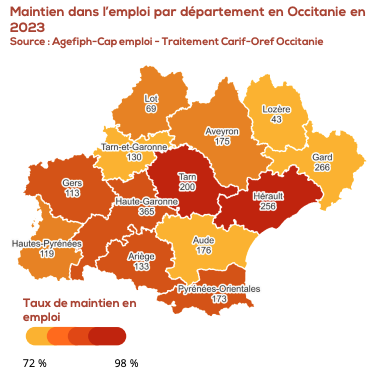 Maintien dans l'emploi par département en Occitanie en
2023
Source : Agefiph-Cap emploi - Traitement Carif-Oref Occitanie
Lot
69
Lozère
43
Aveyron
175
Tarn-et-Garonne
130
Gard
266
Gers
113
Tarn
200
Hérault
256
Haute-Garonne
365
Hautes-Pyrénées
119
Aude
176
Ariège
133
Pyrénées-Orientales
173
Taux de maintien en
emploi
72 % 98 %